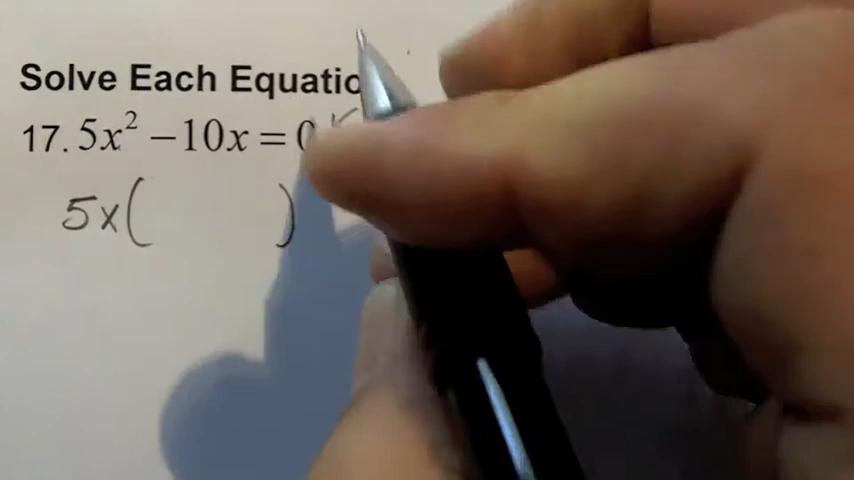 Solve Each Equatio
17. 5x² −10x = 0
5x( )